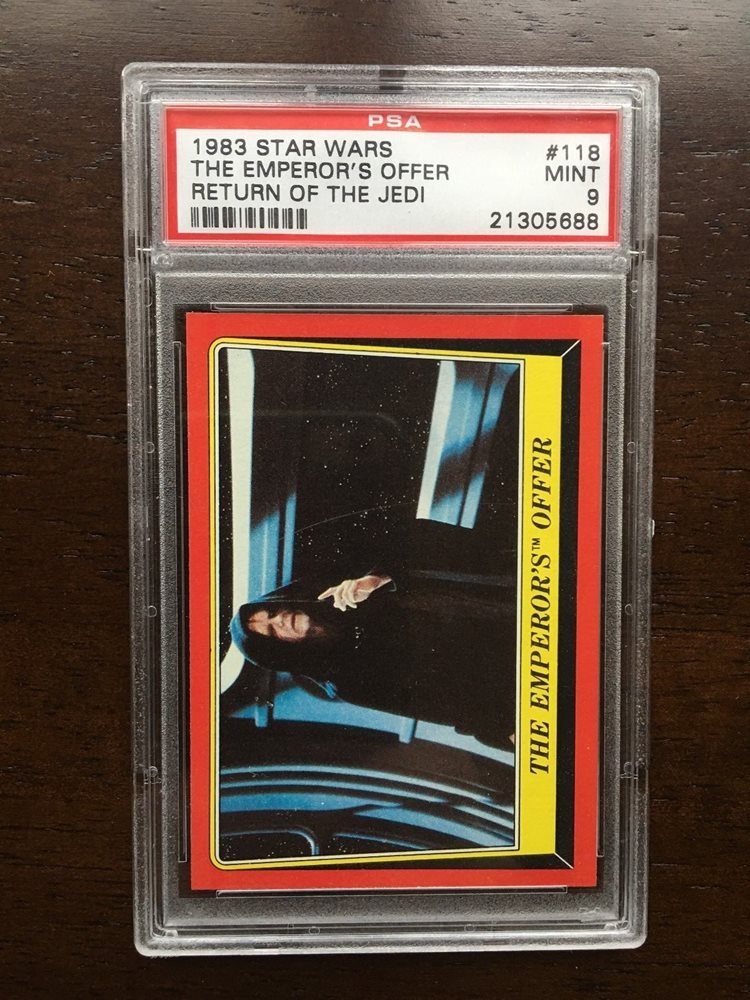 PSA
1983 STAR WARS #118
THE EMPEROR'S OFFER MINT
RETURN OF THE JEDI 9
21305688
THE EMPEROR'S™ OFFER